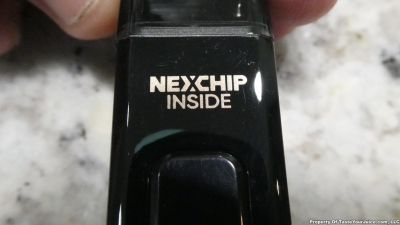 NEXCHIP
INSIDE
Property Of TasteYourJuice.com, LLC